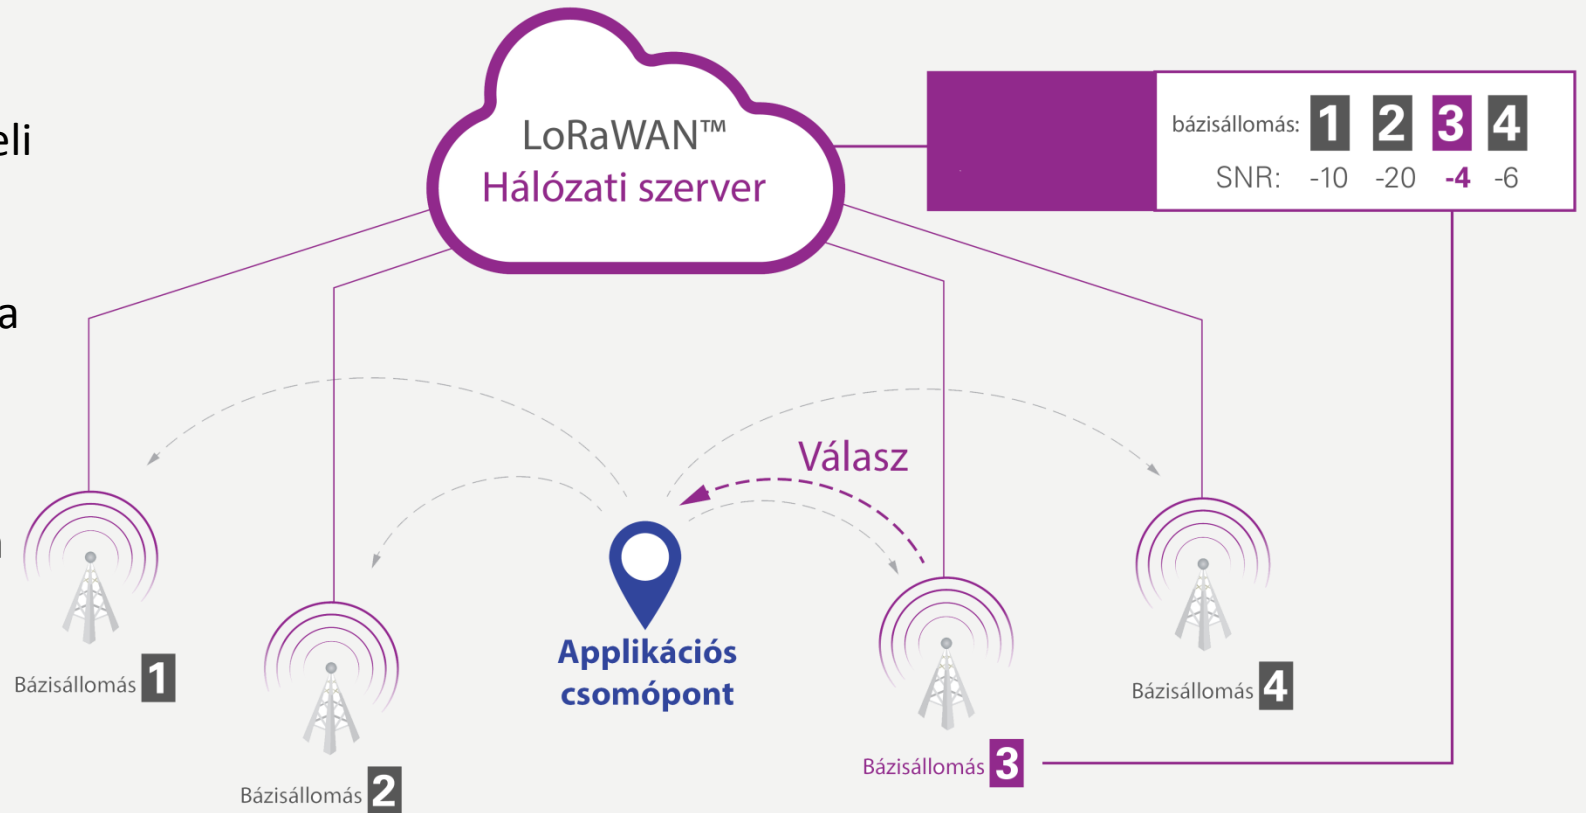 eli
a
LoRaWAN™
Hálózati szerver
bázisállomás: 1 2 3 4
SNR: -10 -20 -4 -6
Válasz
Applikációs
csomópont
Bázisállomás 1
Bázisállomás 2
Bázisállomás 3
Bázisállomás 4